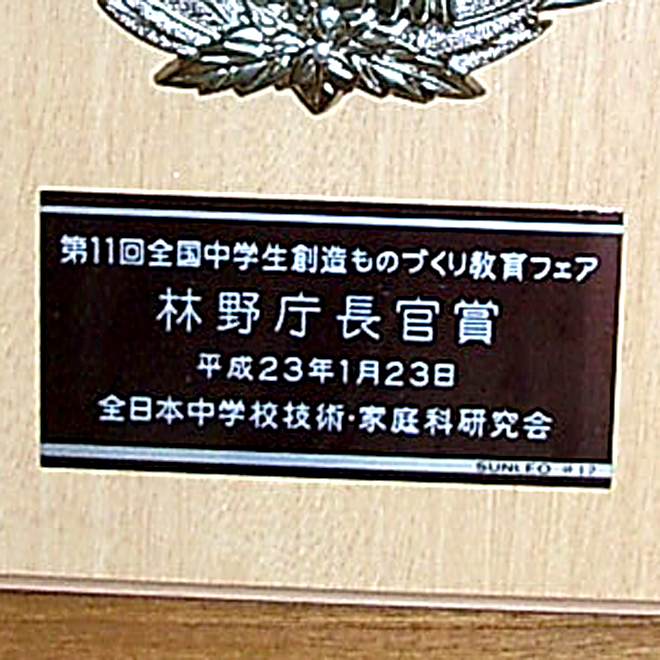 第11回全国中学生創造ものづくり教育フェア
林野庁長官賞
平成23年1月23日
全日本中学校技術・家庭科研究会